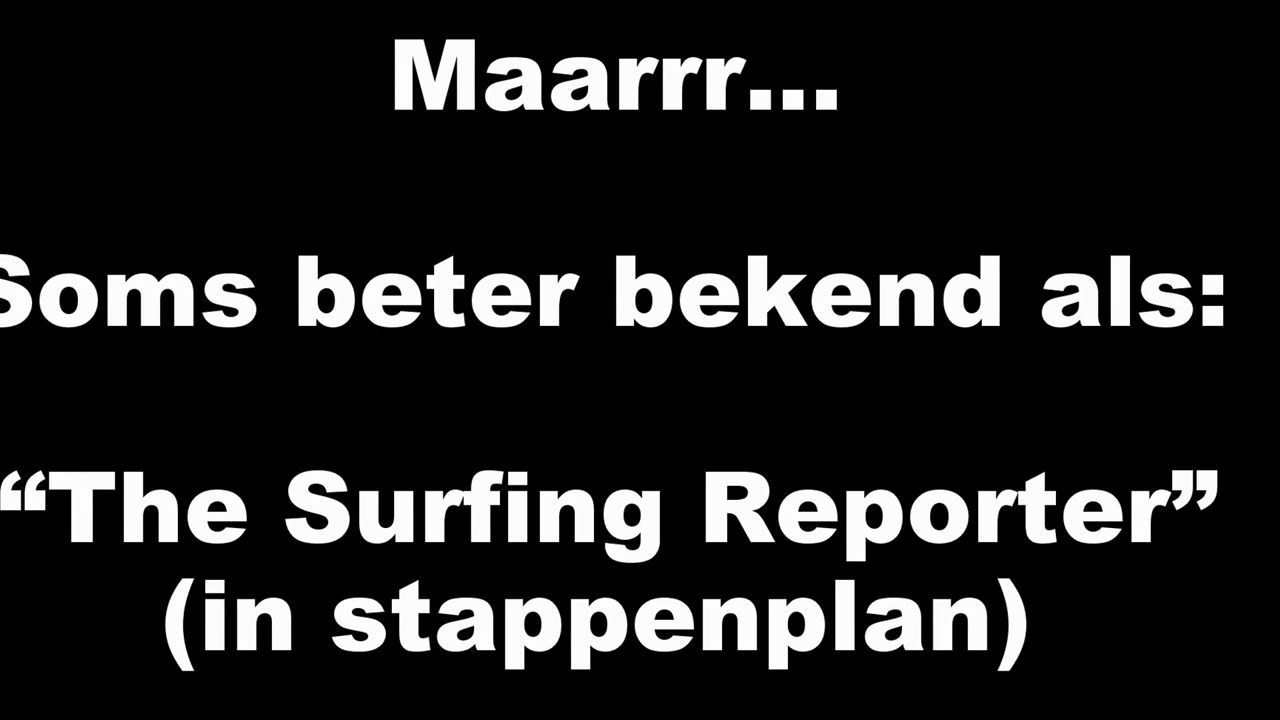 Maarrr...
Soms beter bekend als:
“The Surfing Reporter”
(in stappenplan)